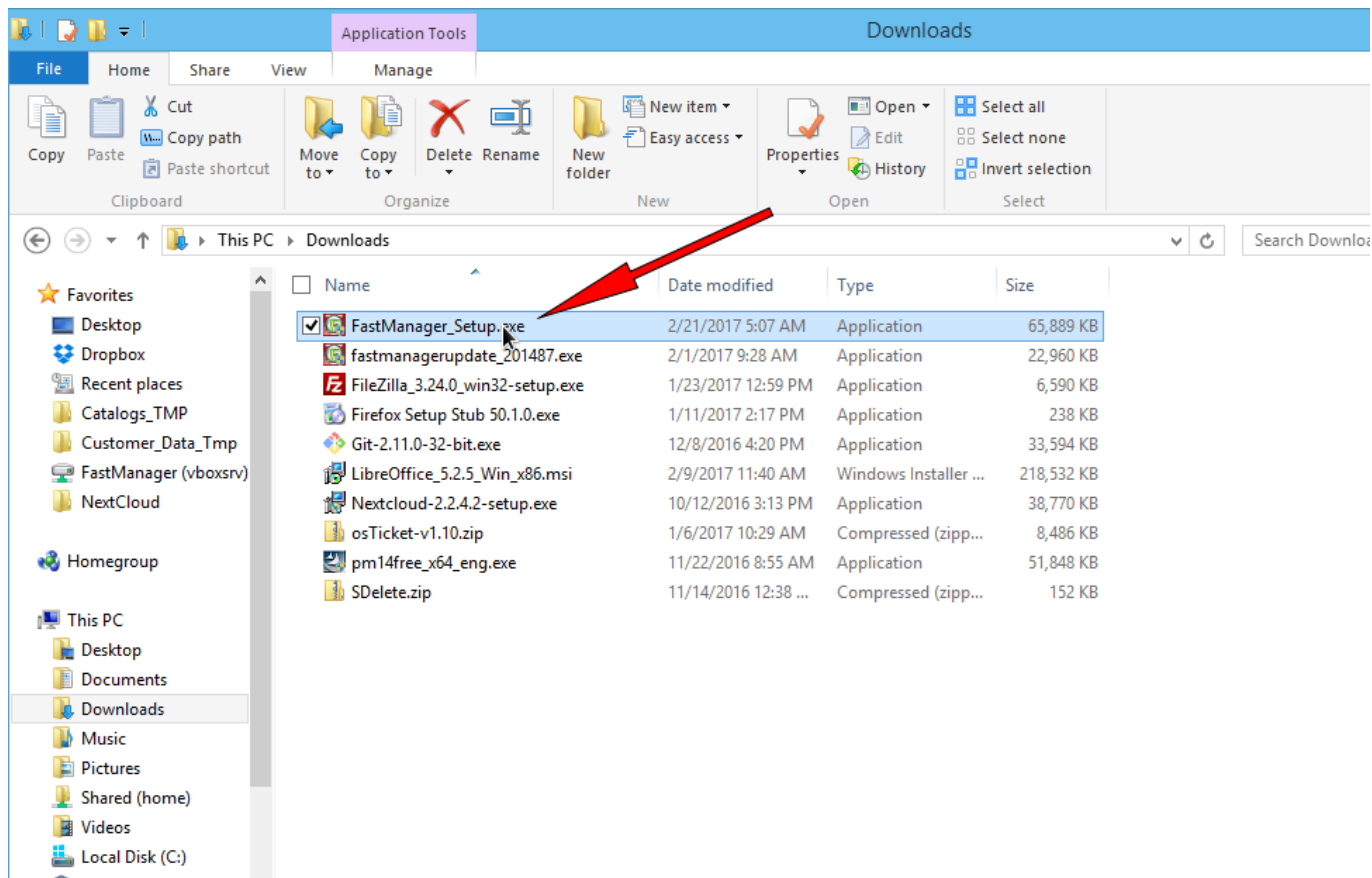 Application Tools
Downloads
File Home Share View Manage
Copy
Paste
Cut
Copy path
Paste shortcut
Clipboard
Move to
Copy to
Delete
Rename
Organize
New folder
New item
Easy access
New
Properties
Open
Edit
History
Open
Select all
Select none
Invert selection
Select
This PC Downloads
Search Downloa
Favorites
Desktop
Dropbox
Recent places
Catalogs_TMP
Customer_Data_Tmp
FastManager (vboxsrv)
NextCloud
Homegroup
This PC
Desktop
Documents
Downloads
Music
Pictures
Shared (home)
Videos
Local Disk (C:)
Name Date modified Type Size
FastManager_Setup.exe 2/21/2017 5:07 AM Application 65,889 KB
fastmanagerupdate_201487.exe 2/1/2017 9:28 AM Application 22,960 KB
FileZilla_3.24.0_win32-setup.exe 1/23/2017 12:59 PM Application 6,590 KB
Firefox Setup Stub 50.1.0.exe 1/11/2017 2:17 PM Application 238 KB
Git-2.11.0-32-bit.exe 12/8/2016 4:20 PM Application 33,594 KB
LibreOffice_5.2.5_Win_x86.msi 2/9/2017 11:40 AM Windows Installer ... 218,532 KB
Nextcloud-2.2.4.2-setup.exe 10/12/2016 3:13 PM Application 38,770 KB
osTicket-v1.10.zip 1/6/2017 10:29 AM Compressed (zipp... 8,486 KB
pm14free_x64_eng.exe 11/22/2016 8:55 AM Application 51,848 KB
SDelete.zip 11/14/2016 12:38 ... Compressed (zipp... 152 KB